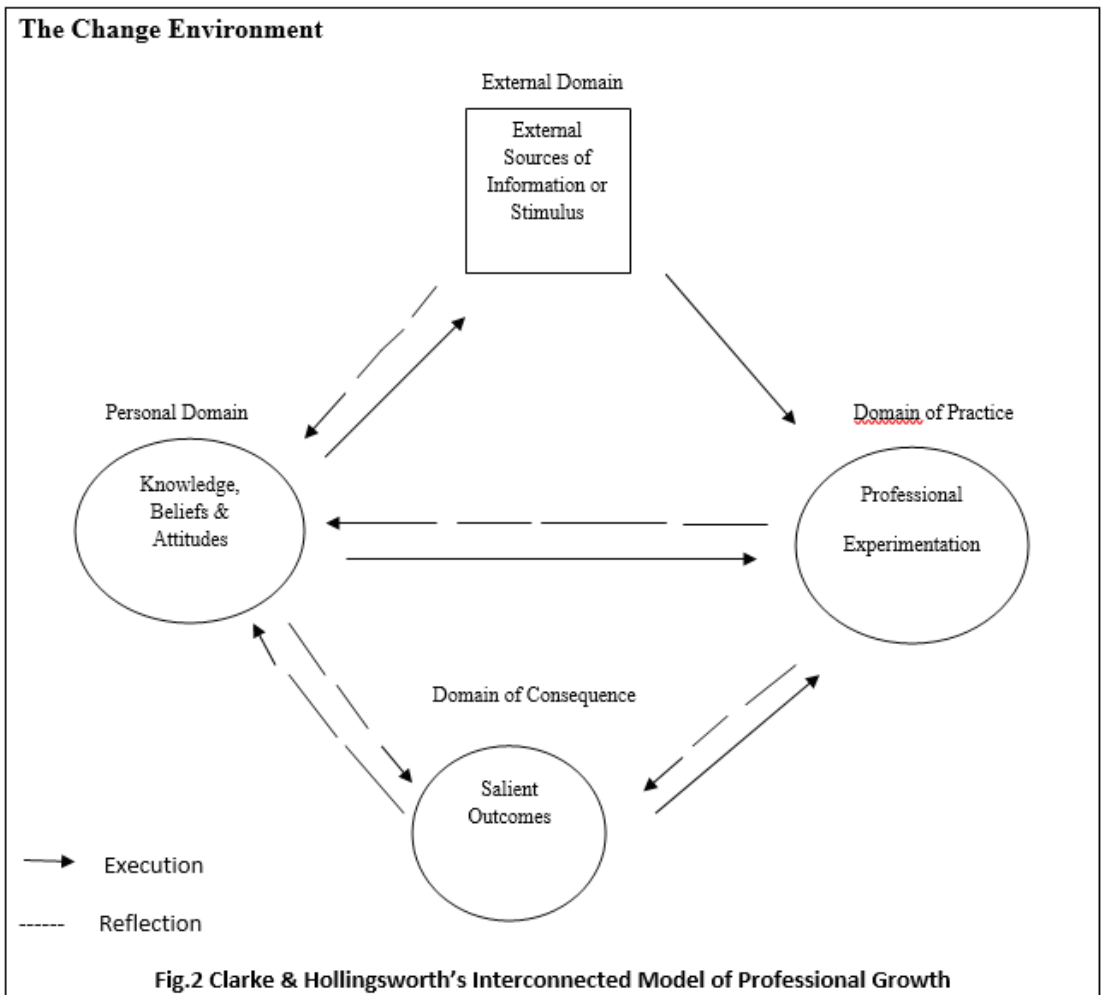 The Change Environment
External Domain
External
Sources of
Information or
Stimulus
Personal Domain
Domain of Practice
Knowledge,
Beliefs &
Attitudes
Professional
Experimentation
Domain of Consequence
Salient
Outcomes
Execution
Reflection
Fig.2 Clarke & Hollingsworth's Interconnected Model of Professional Growth